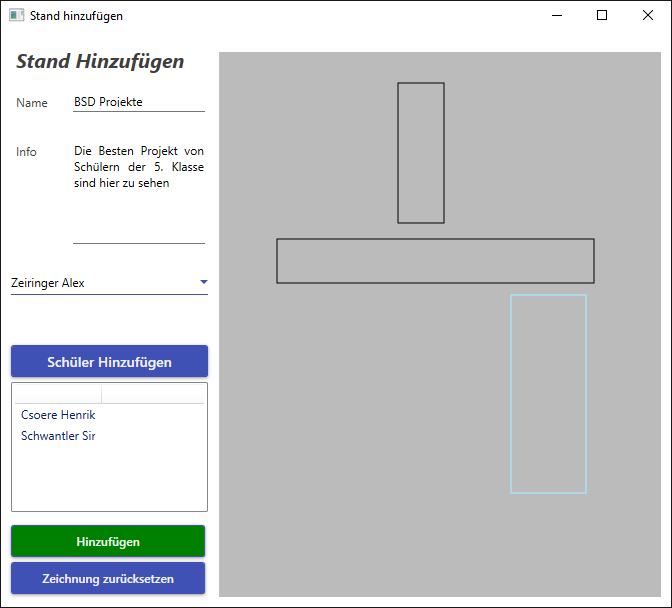 Stand hinzufügen
Stand Hinzufügen
Name
BSD Projekte
Info
Die Besten Projekt von
Schülern der 5. Klasse
sind hier zu sehen
Zeiringer Alex
Schüler Hinzufügen
Csoere Henrik
Schwantler Sir
Hinzufügen
Zeichnung zurücksetzen